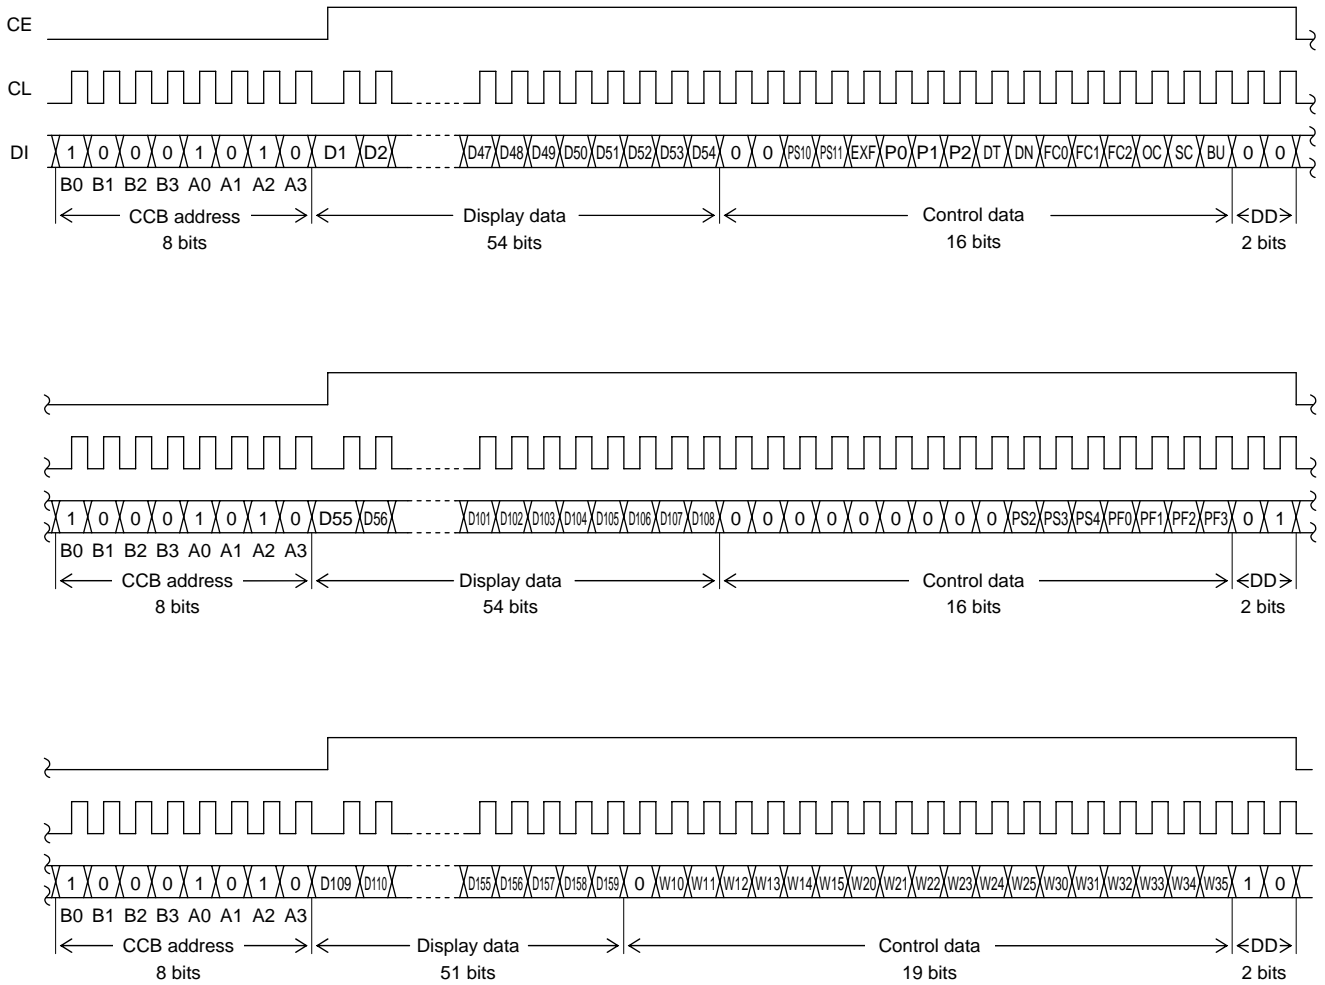 CE
CL
DI 1 0 0 0 1 0 1 0 D1 D2 D47 D48 D49 D50 D51 D52 D53 D54 0 0 PS10 PS11 EXF P0 P1 P2 DT DN FC0 FC1 FC2 OC SC BU 0 0
B0 B1 B2 B3 A0 A1 A2 A3
CCB address Display data Control data DD
8 bits 54 bits 16 bits 2 bits
1 0 0 0 1 0 1 0 D55 D56 D101 D102 D103 D104 D105 D106 D107 D108 0 0 0 0 0 0 0 0 0 PS2 PS3 PS4 PF0 PF1 PF2 PF3 0 1
B0 B1 B2 B3 A0 A1 A2 A3
CCB address Display data Control data DD
8 bits 54 bits 16 bits 2 bits
1 0 0 0 1 0 1 0 D109 D110 D155 D156 D157 D158 D159 0 W10 W11 W12 W13 W14 W15 W20 W21 W22 W23 W24 W25 W30 W31 W32 W33 W34 W35 1 0
B0 B1 B2 B3 A0 A1 A2 A3
CCB address Display data Control data DD
8 bits 51 bits 19 bits 2 bits